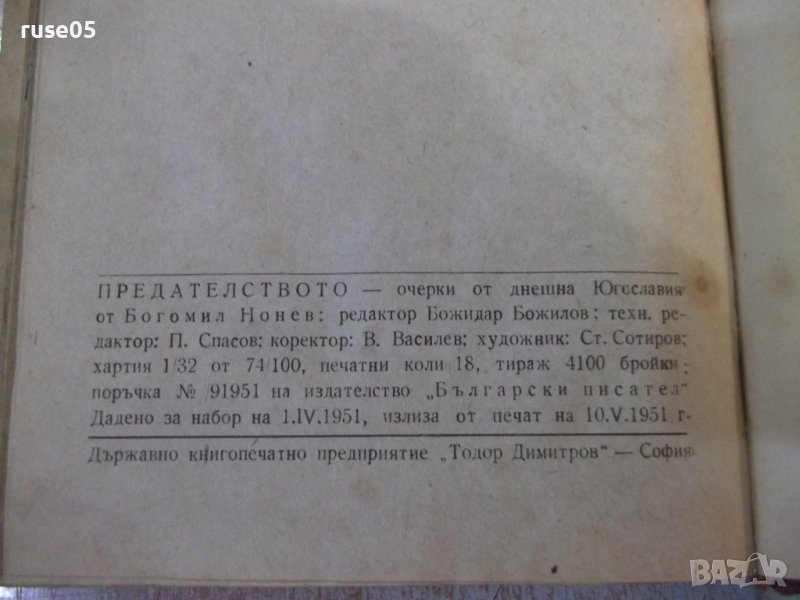 ruse05
ПРЕДАТЕЛСТВОТО — очерки от днешна Югославия
от Богомил Нонев: редактор Божидар Божилов; техн. ре-
дактор: П. Спасов; коректор: В. Василев; художник: Ст. Сотиров;
хартия 1/32 от 74/100, печатни коли 18, тираж 4100 бройки;
поръчка № 91951 на издателство „Български писател"
Дадено за набор на 1.IV.1951, излиза от печат на 10.V.1951 г.
Държавно книгопечатно предприятие „Тодор Димитров" — София
BAZAR
bazar.bg